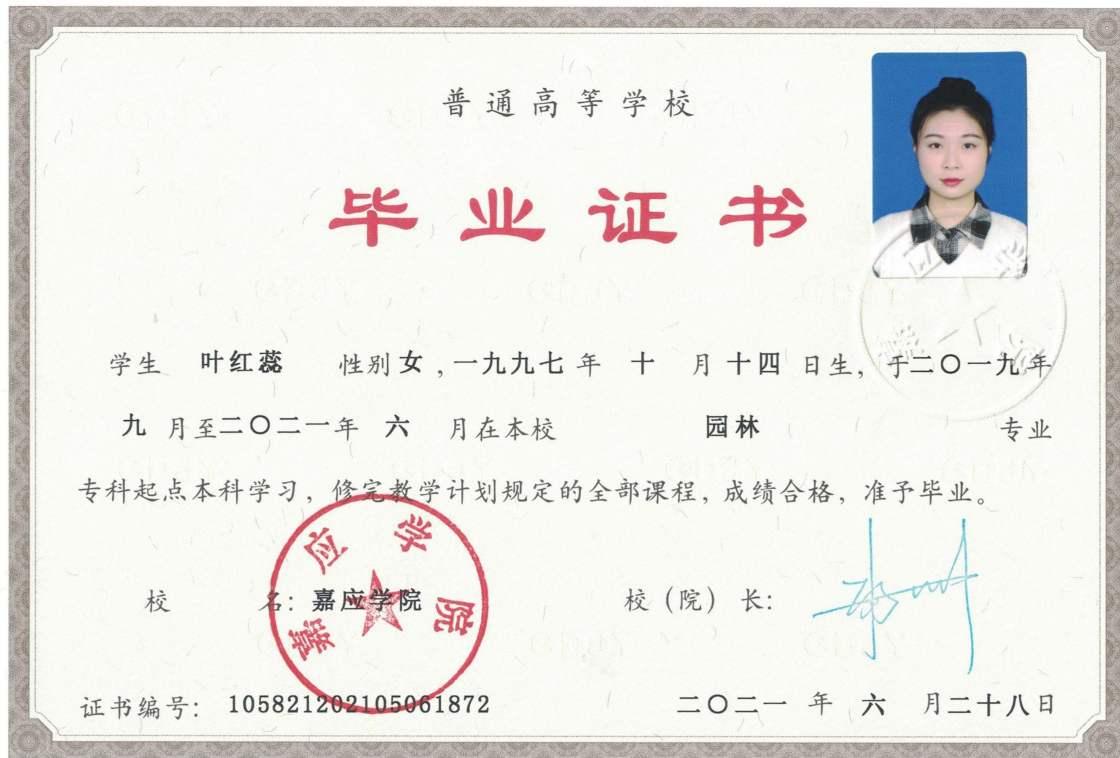 普通高等学校
毕业证书
学生 叶红蕊 性别女,一九九七年 十 月十四日生,于二〇一九年
九月至二〇二一年 六 月在本校 园林 专业
专科起点本科学习,修完教学计划规定的全部课程,成绩合格,准予毕业。
校 名:嘉应学院 校(院)长:
嘉应学院
证书编号:105821202105061872 二〇二一年 六 月二十八日